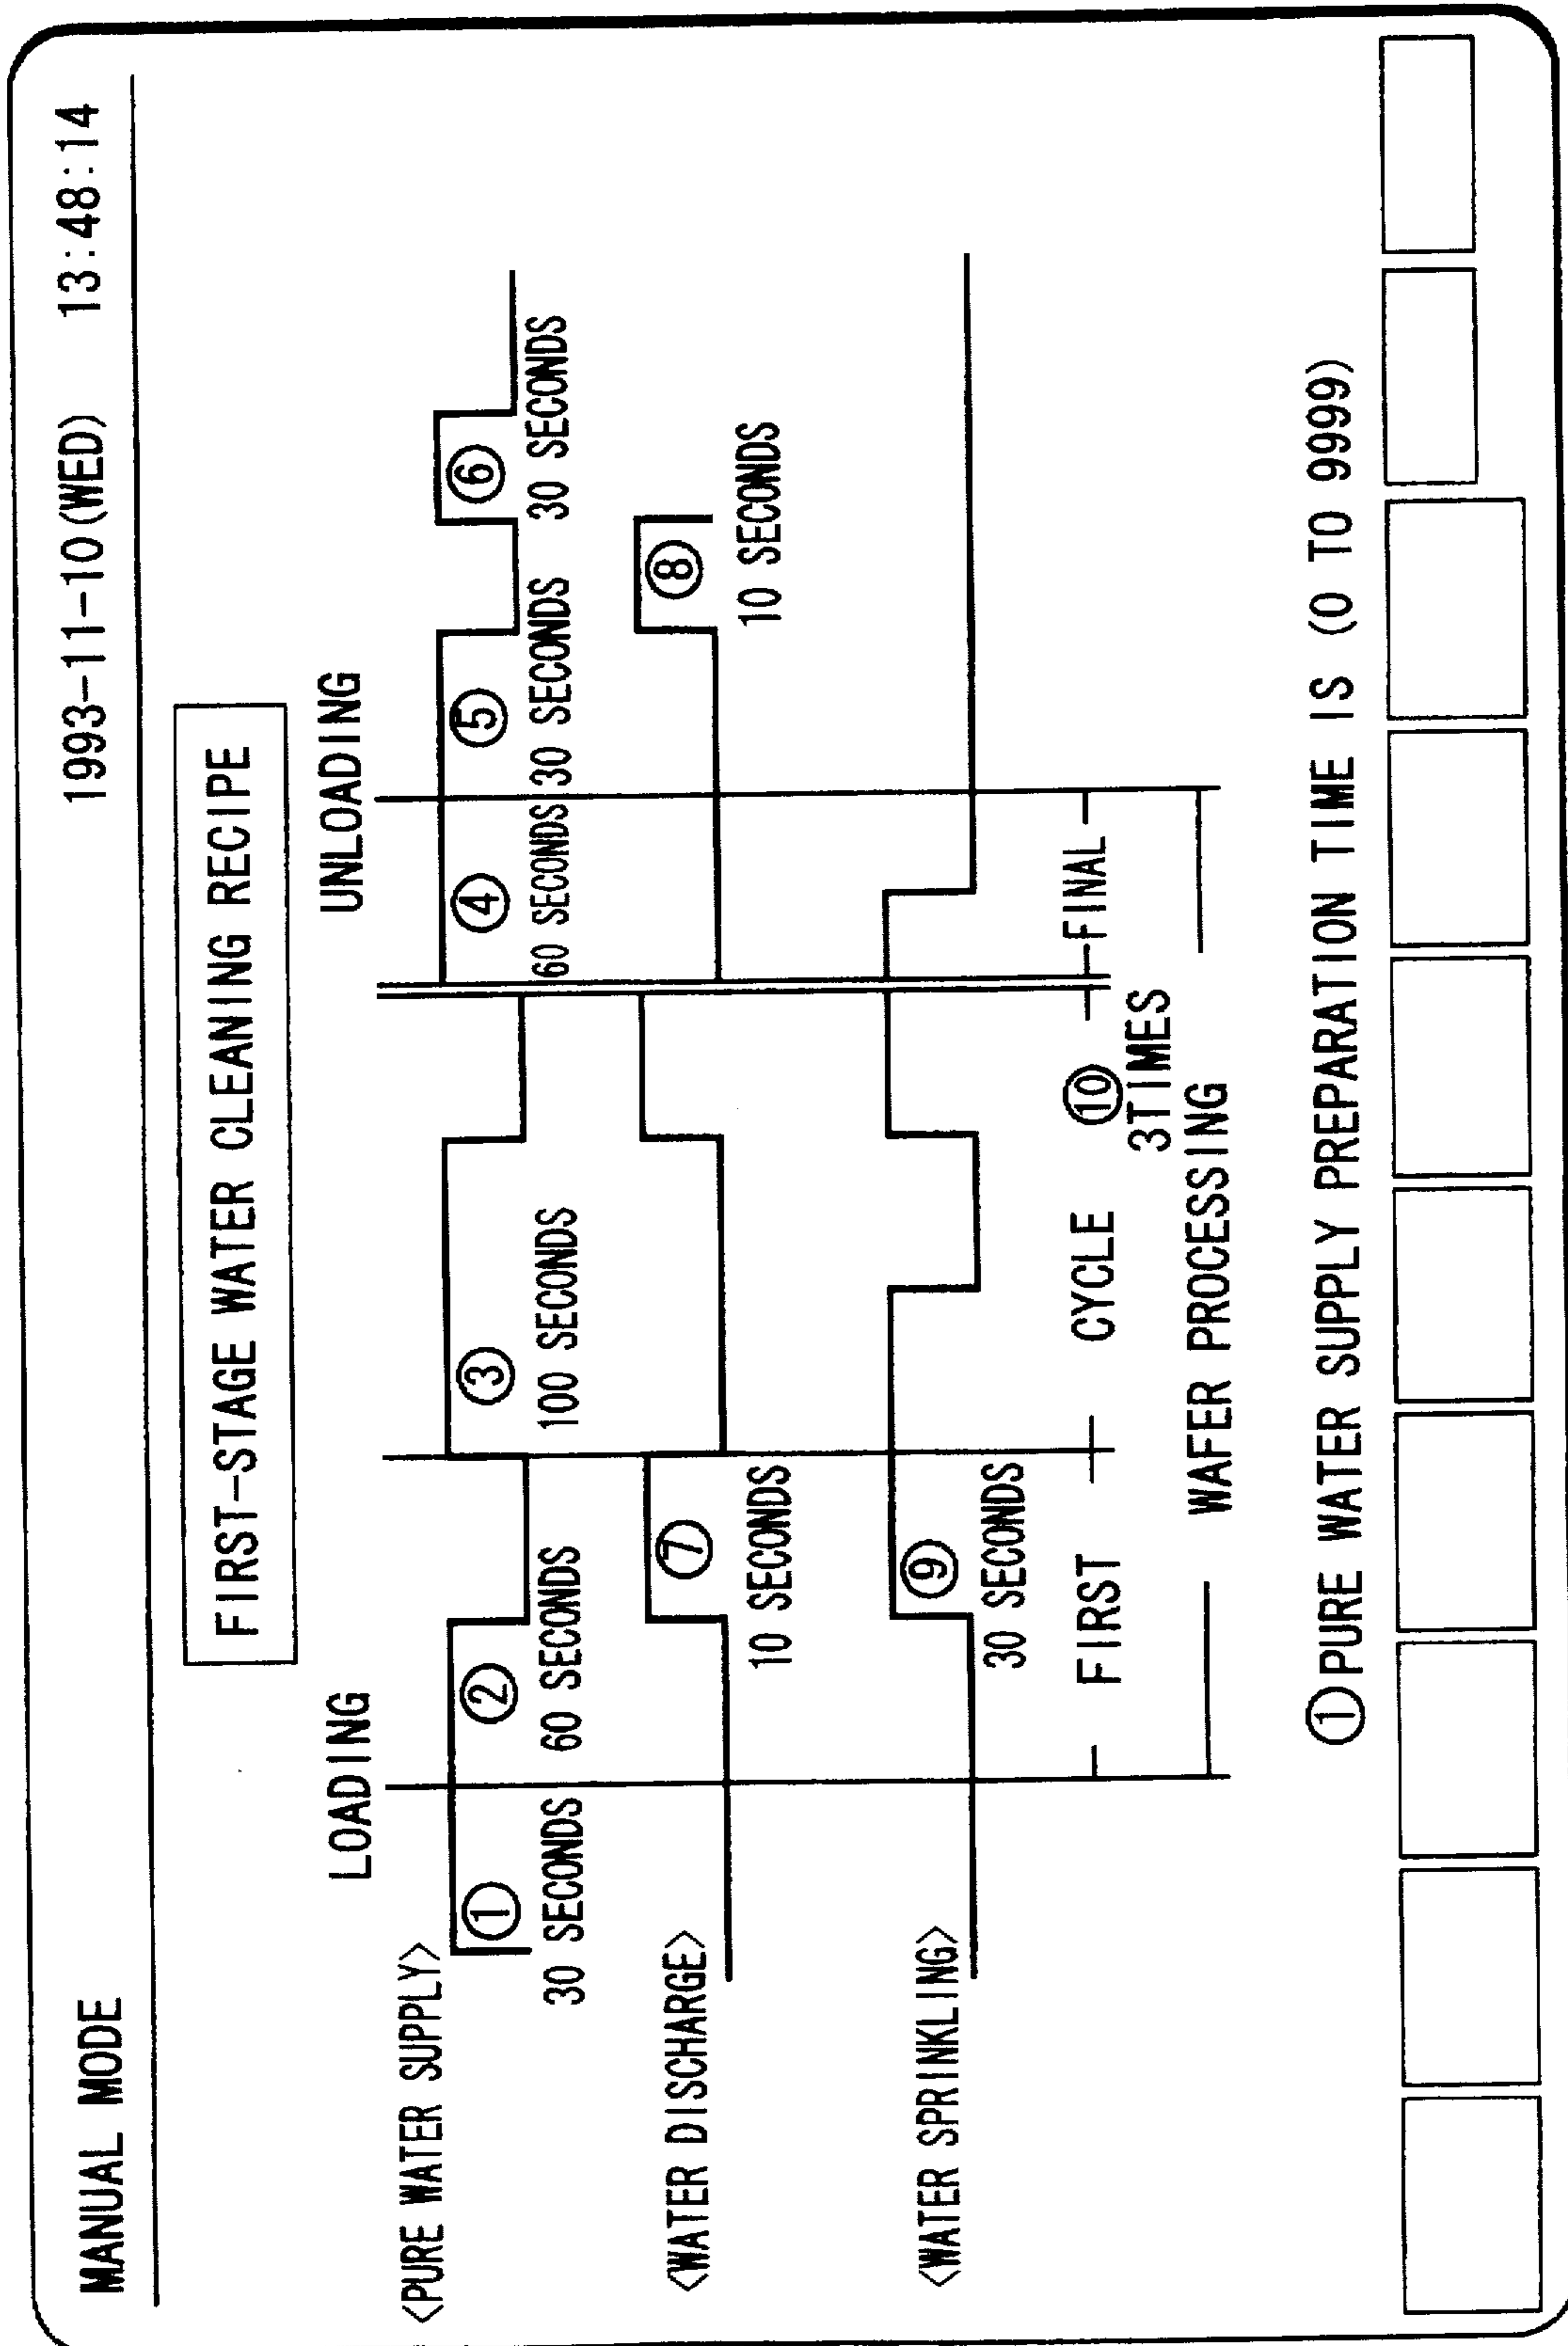 MANUAL MODE 1993-11-10(WED) 13:48:14
FIRST-STAGE WATER CLEANING RECIPE
LOADING UNLOADING
<PURE WATER SUPPLY>
① ② ③ ④ ⑤ ⑥
30 SECONDS 60 SECONDS 100 SECONDS 60 SECONDS 30 SECONDS 30 SECONDS
<WATER DISCHARGE>
⑦ ⑧
10 SECONDS 10 SECONDS
<WATER SPRINKLING>
⑨
30 SECONDS
FIRST CYCLE ⑩ FINAL
3TIMES
WAFER PROCESSING
① PURE WATER SUPPLY PREPARATION TIME IS (0 TO 9999)